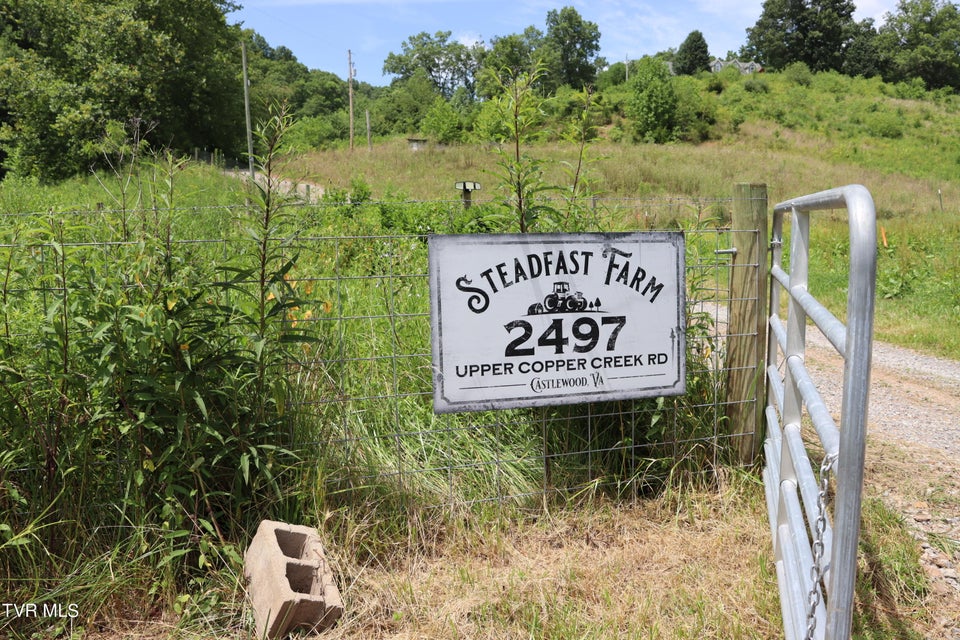 Steadfast Farm
2497
UPPER COPPER CREEK RD
Castlewood, VA
TVR MLS